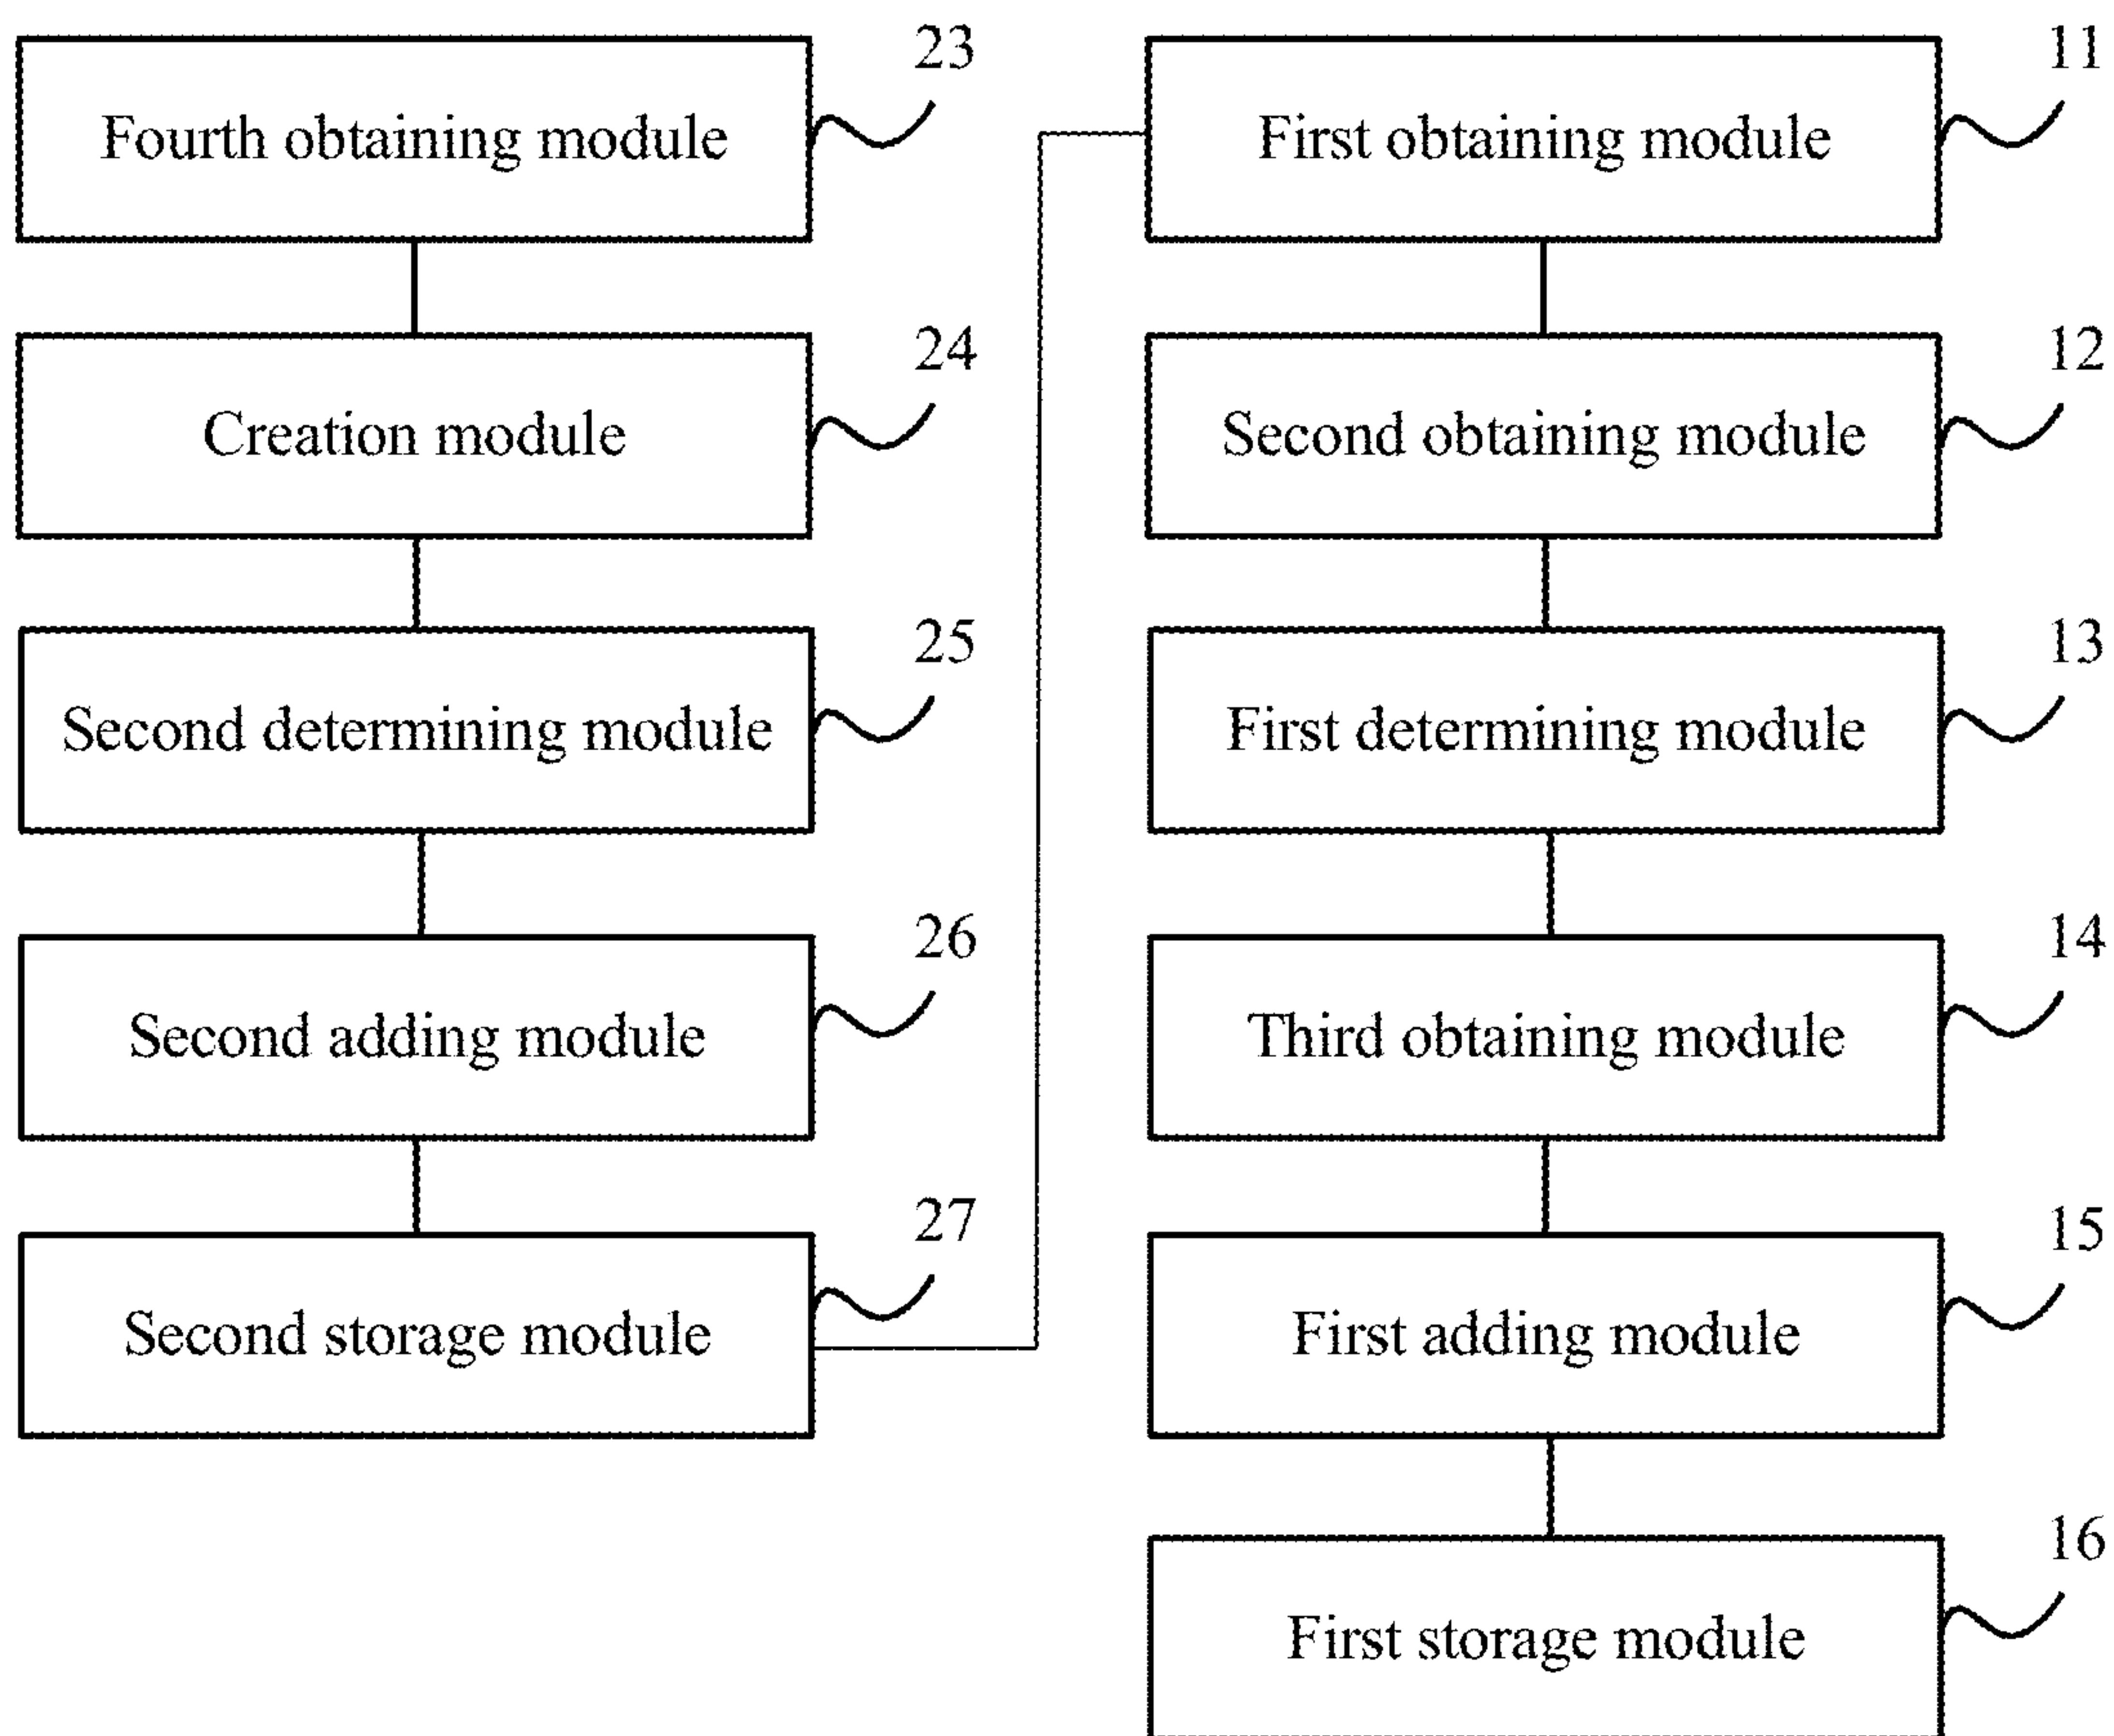 23
Fourth obtaining module
24
Creation module
25
Second determining module
26
Second adding module
27
Second storage module
11
First obtaining module
12
Second obtaining module
13
First determining module
14
Third obtaining module
15
First adding module
16
First storage module